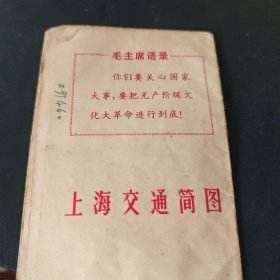 毛主席语录
你们要关心国家
大事，要把无产阶级文
化大革命进行到底！
上海交通简图